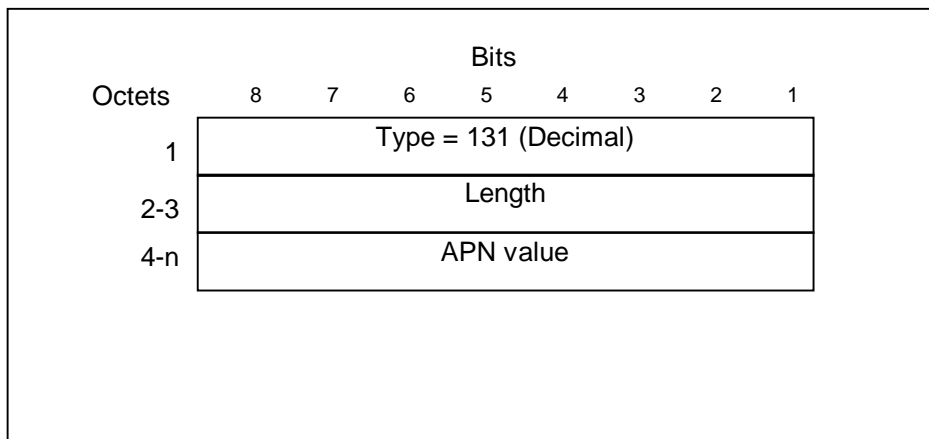 Bits
Octets 8 7 6 5 4 3 2 1
1 Type = 131 (Decimal)
2-3 Length
4-n APN value